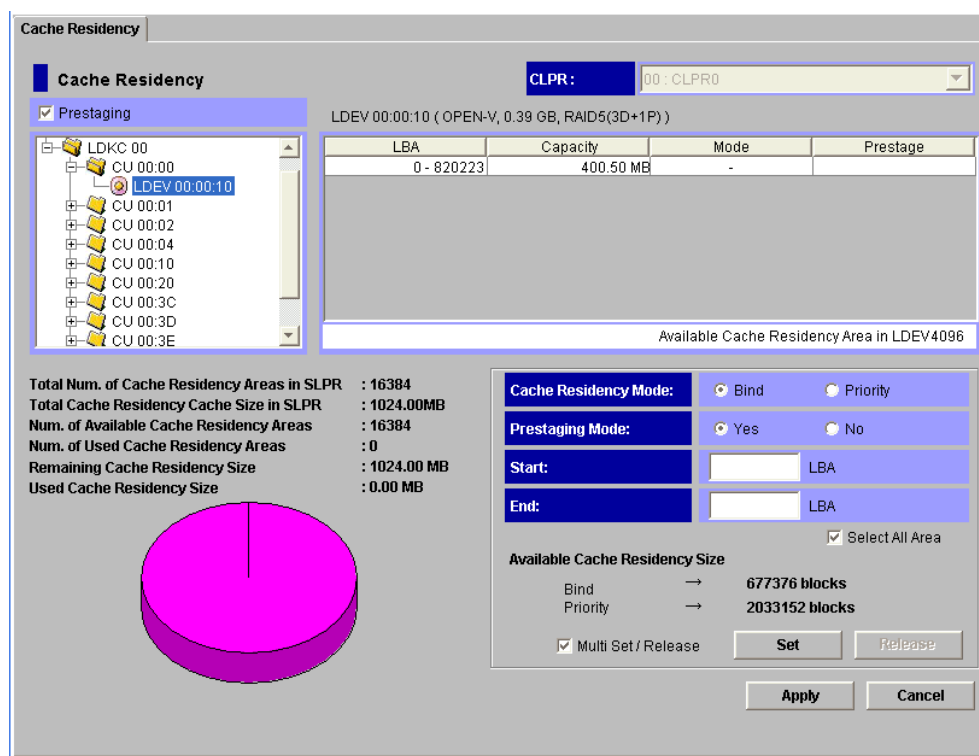 Cache Residency
Cache Residency
CLPR :
00 : CLPR0
Prestaging
LDEV 00:00:10 ( OPEN-V, 0.39 GB, RAID5(3D+1P) )
LDKC 00
CU 00:00
LDEV 00:00:10
CU 00:01
CU 00:02
CU 00:04
CU 00:10
CU 00:20
CU 00:3C
CU 00:3D
CU 00:3E
LBA Capacity Mode Prestage
0 - 820223 400.50 MB -
Available Cache Residency Area in LDEV4096
Total Num. of Cache Residency Areas in SLPR : 16384
Total Cache Residency Cache Size in SLPR : 1024.00MB
Num. of Available Cache Residency Areas : 16384
Num. of Used Cache Residency Areas : 0
Remaining Cache Residency Size : 1024.00 MB
Used Cache Residency Size : 0.00 MB
Cache Residency Mode: Bind Priority
Prestaging Mode: Yes No
Start: LBA
End: LBA
Select All Area
Available Cache Residency Size
Bind → 677376 blocks
Priority → 2033152 blocks
Multi Set / Release Set Release
Apply Cancel